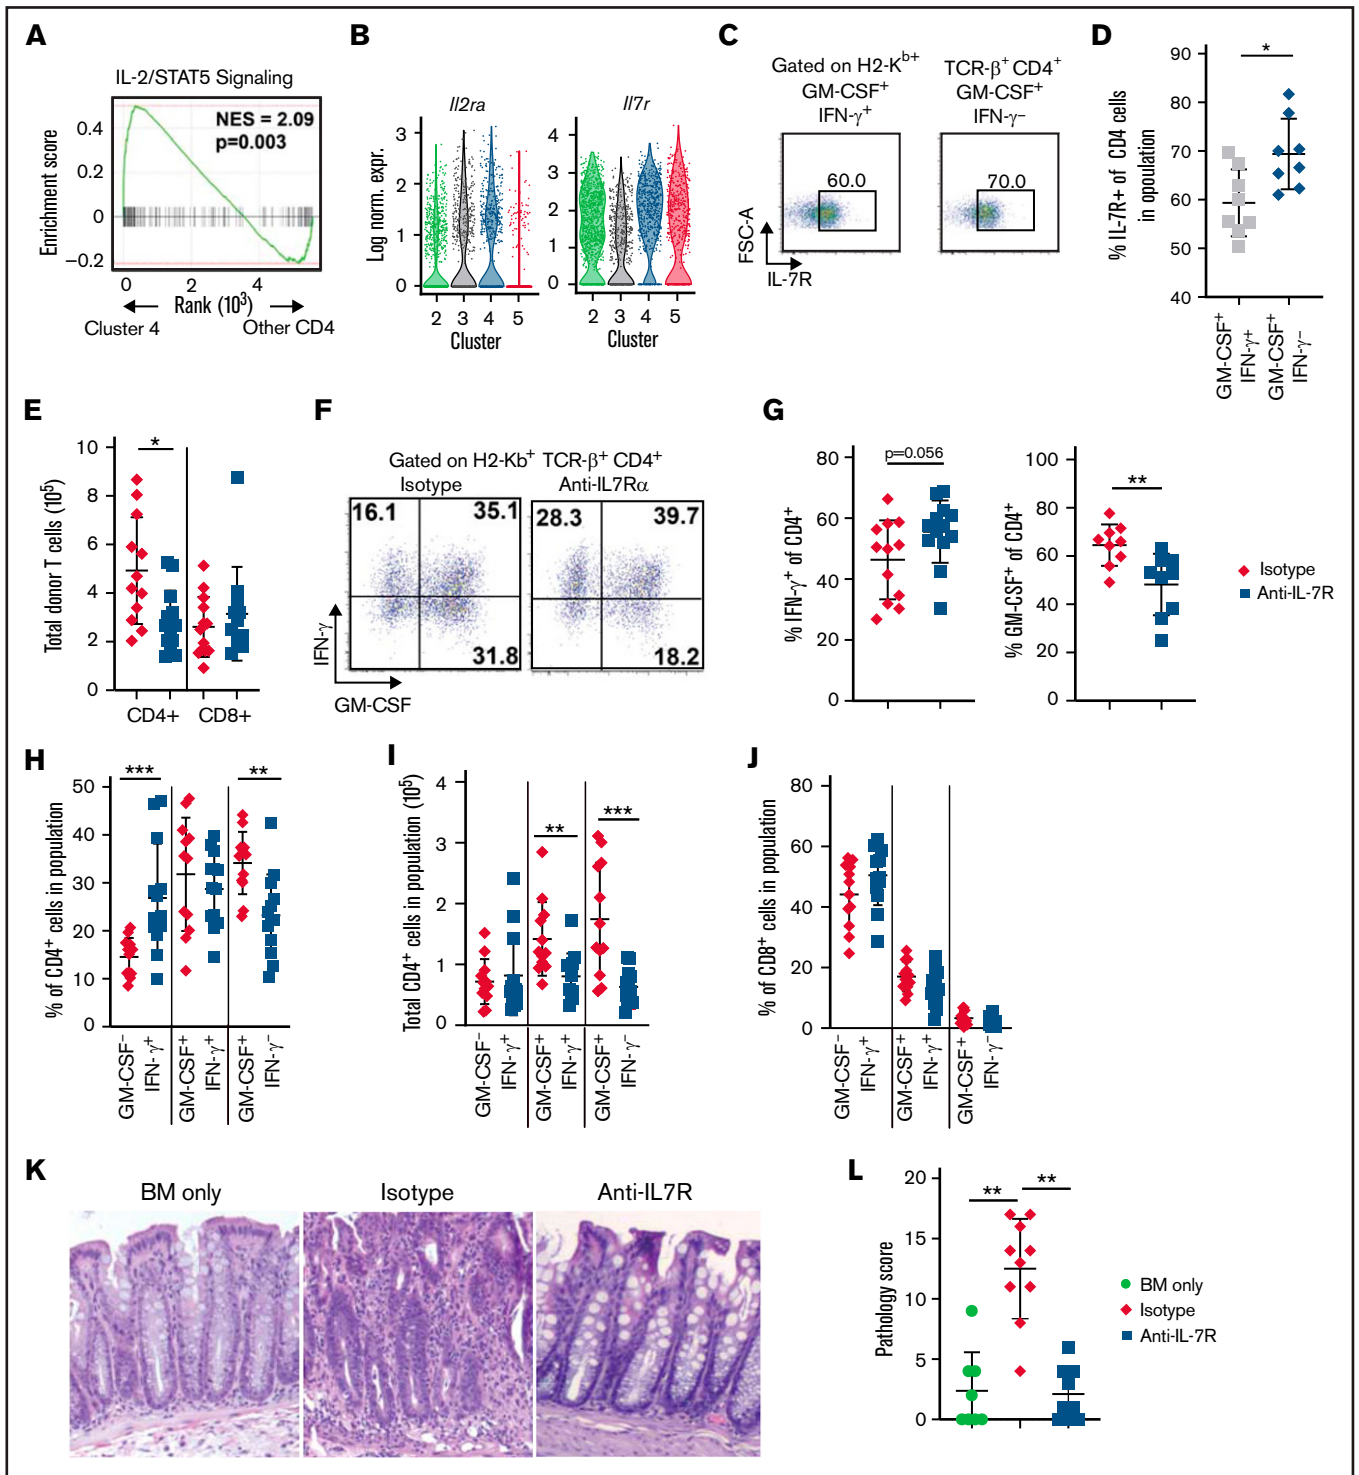 A
IL-2/STAT5 Signaling
NES = 2.09
p=0.003
Enrichment score
0.4
0.2
0
−0.2
0 2 4
Rank (10³)
Cluster 4
Other CD4
B
Il2ra
Il7r
Log norm. expr.
3
2
1
0
4
3
2
1
0
2 3 4 5
Cluster
2 3 4 5
Cluster
C
Gated on H2-Kᵇ⁺ TCR-β⁺ CD4⁺
GM-CSF⁺ GM-CSF⁺
IFN-γ⁺ IFN-γ−
60.0
70.0
FSC-A
IL-7R
D
*
% IL-7R+ of CD4 cells
in opulation
90
80
70
60
50
40
GM-CSF⁺
IFN-γ⁺
GM-CSF⁺
IFN-γ−
E
*
Total donor T cells (10⁵)
10
8
6
4
2
0
CD4+ CD8+
F
Gated on H2-Kb⁺ TCR-β⁺ CD4⁺
Isotype
Anti-IL7Rα
16.1 35.1
31.8
28.3 39.7
18.2
IFN-γ
GM-CSF
G
p=0.056
% IFN-γ⁺ of CD4⁺
80
60
40
20
0
**
% GM-CSF⁺ of CD4⁺
100
80
60
40
20
0
Isotype
Anti-IL-7R
H
*** **
% of CD4⁺ cells in population
50
40
30
20
10
0
GM-CSF⁻
IFN-γ⁺
GM-CSF⁺
IFN-γ⁺
GM-CSF⁺
IFN-γ⁻
I
** ***
Total CD4⁺ cells in population (10⁵)
4
3
2
1
0
GM-CSF⁻
IFN-γ⁺
GM-CSF⁺
IFN-γ⁺
GM-CSF⁺
IFN-γ⁻
J
% of CD8⁺ cells in population
80
60
40
20
0
GM-CSF⁻
IFN-γ⁺
GM-CSF⁺
IFN-γ⁺
GM-CSF⁺
IFN-γ⁻
K
BM only
Isotype
Anti-IL7R
L
** **
Pathology score
20
15
10
5
0
BM only
Isotype
Anti-IL-7R